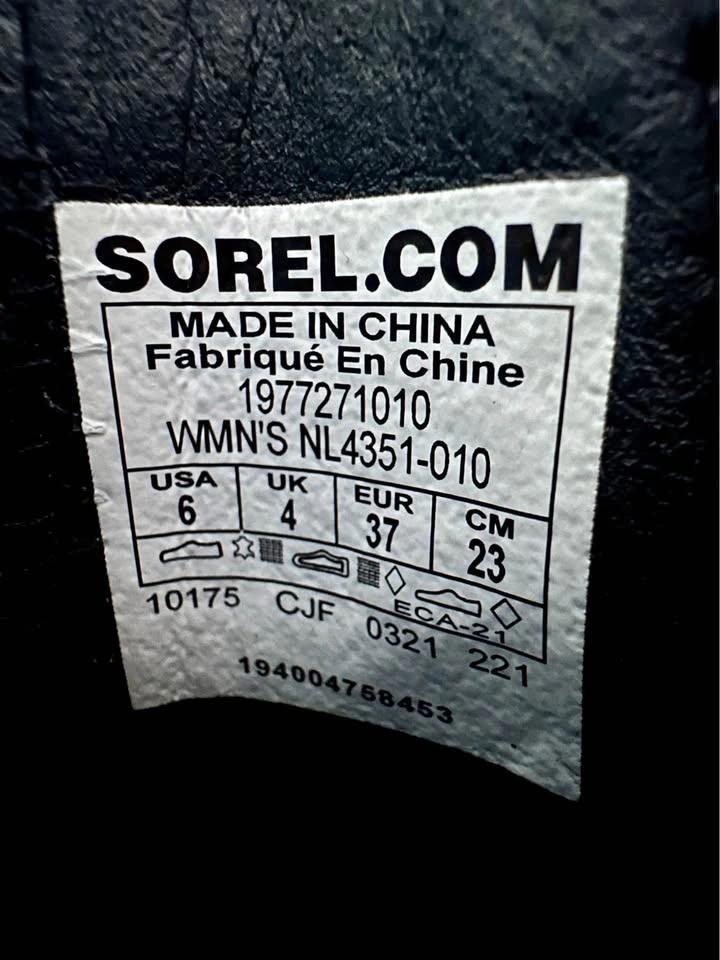 SOREL.COM
MADE IN CHINA
Fabriqué En Chine
1977271010
WMN'S NL4351-010
USA UK EUR CM
6 4 37 23
ECA-21
10175 CJF 0321 221
194004758453